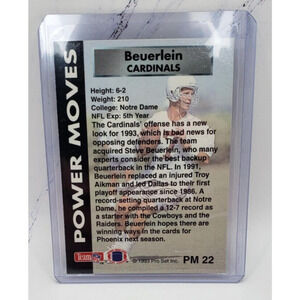 POWER MOVES
Beuerlein
CARDINALS
Height: 6-2
Weight: 210
College: Notre Dame
NFL Exp: 5th Year
The Cardinals' offense has a new
look for 1993, which is bad news for
opposing defenders. The team
acquired Steve Beuerlein, who many
experts consider the best backup
quarterback in the NFL. In 1991,
Beuerlein replaced an injured Troy
Aikman and led Dallas to their first
playoff appearance since 1986. A
record-setting quarterback at Notre
Dame, he compiled a 12-7 record as
a starter with the Cowboys and the
Raiders. Beuerlein hopes there are
winning ways in the cards for
Phoenix next season.
Team
© 1993 Pro Set Inc.
PM 22